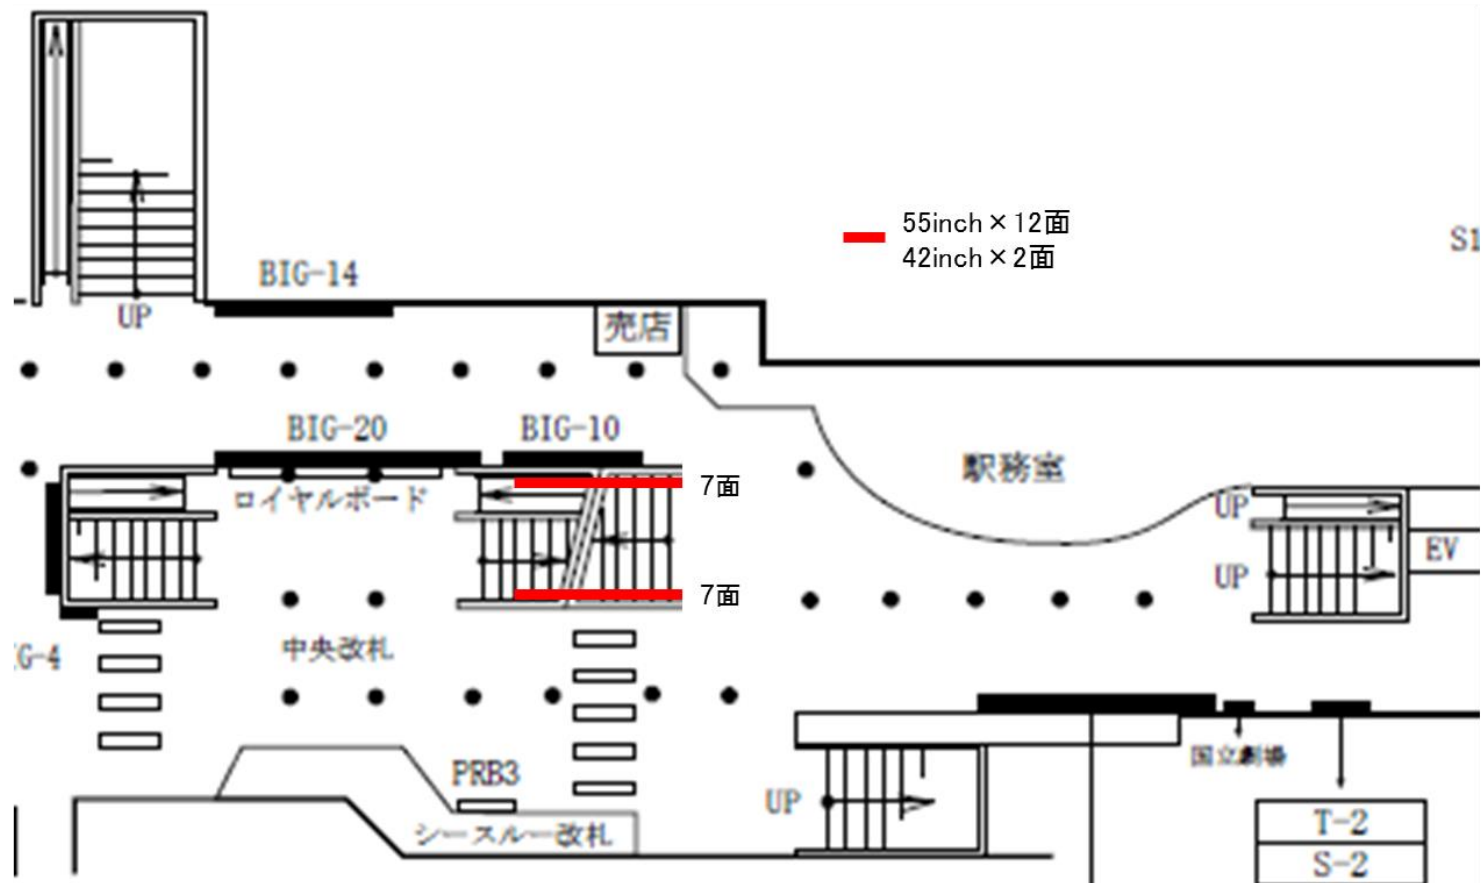 55inch×12面
42inch×2面
S1
BIG-14
UP
売店
BIG-20
BIG-10
駅務室
7面
ロイヤルボード
UP
EV
UP
7面
中央改札
G-4
国立劇場
PRB3
UP
シースルー改札
T-2
S-2